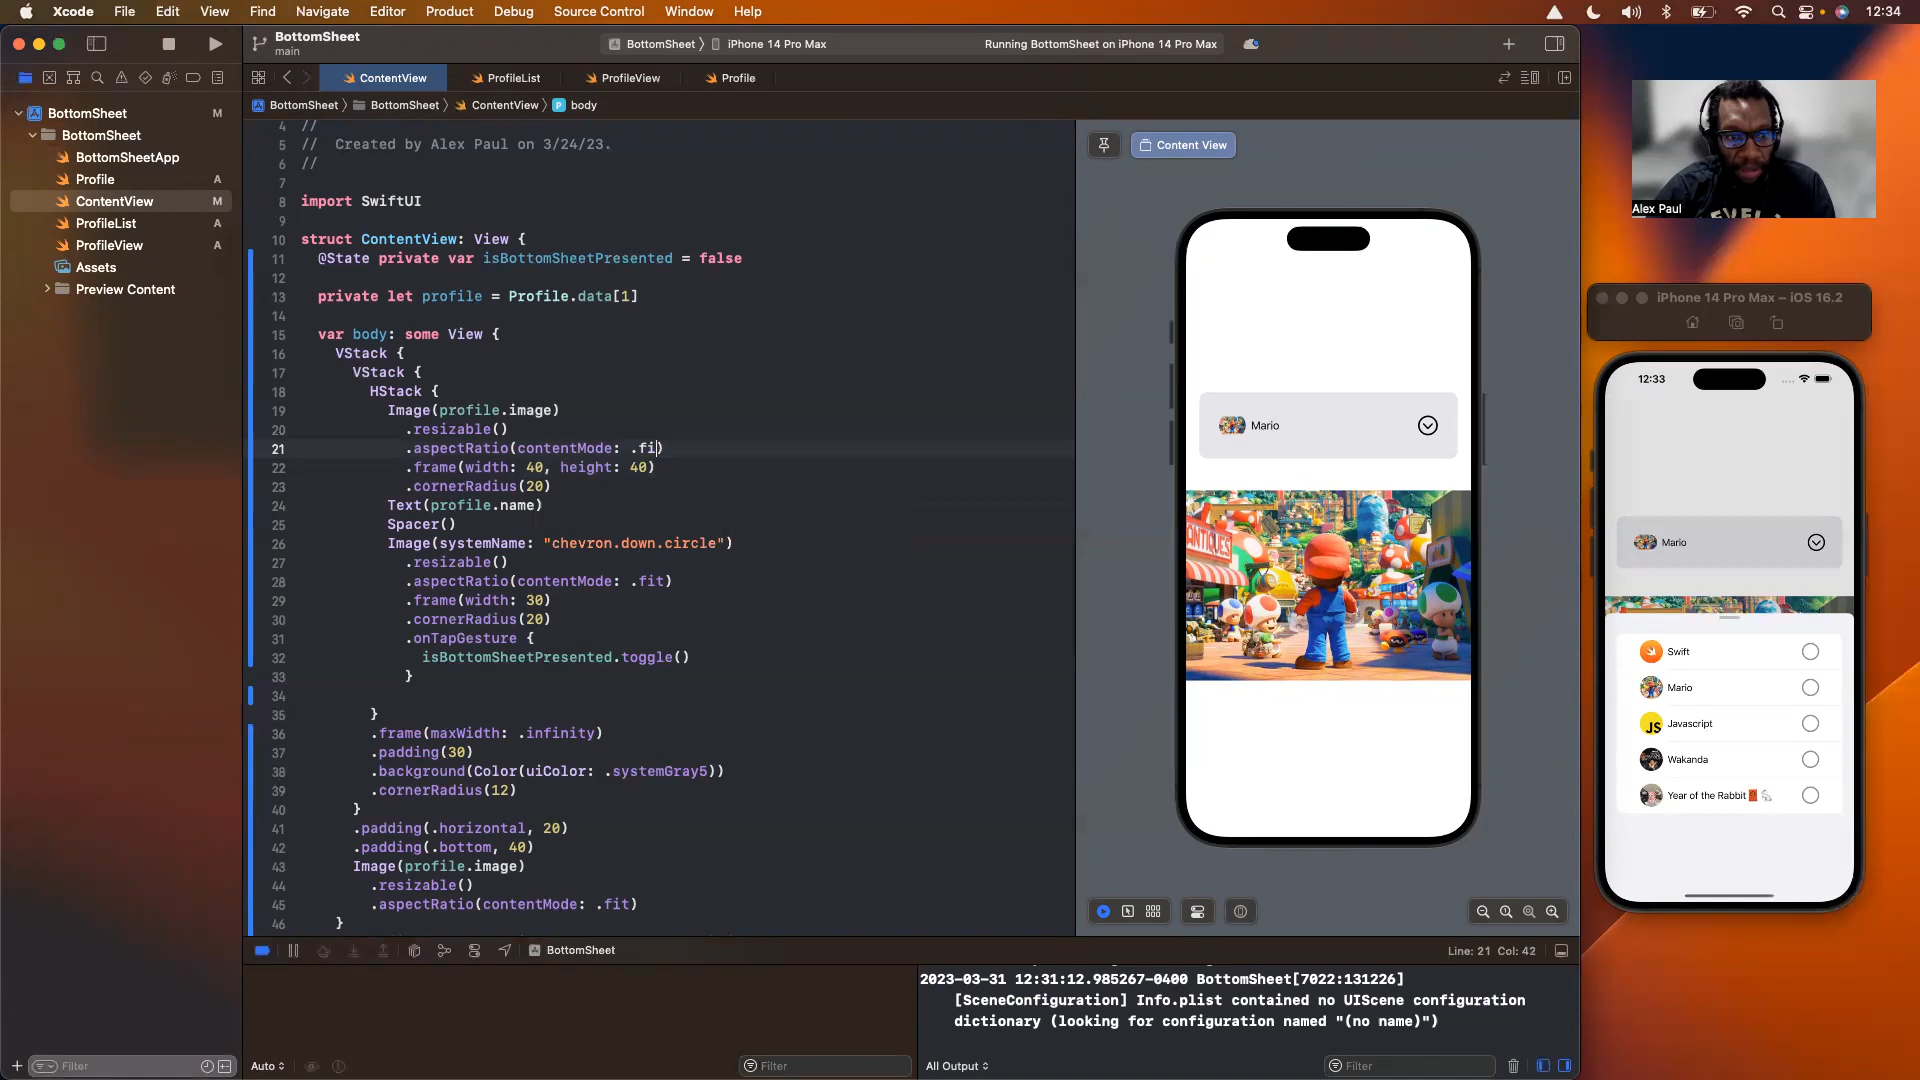 Xcode File Edit View Find Navigate Editor Product Debug Source Control Window Help 12:34
BottomSheet
main
BottomSheet iPhone 14 Pro Max
Running BottomSheet on iPhone 14 Pro Max
ContentView ProfileList ProfileView Profile
BottomSheet BottomSheet ContentView P body
BottomSheet M
BottomSheet
BottomSheetApp
Profile A
ContentView M
ProfileList A
ProfileView A
Assets
Preview Content
4 //
5 // Created by Alex Paul on 3/24/23.
6 //
7
8 import SwiftUI
9
10 struct ContentView: View {
11 @State private var isBottomSheetPresented = false
12
13 private let profile = Profile.data[1]
14
15 var body: some View {
16 VStack {
17 VStack {
18 HStack {
19 Image(profile.image)
20 .resizable()
21 .aspectRatio(contentMode: .fi)
22 .frame(width: 40, height: 40)
23 .cornerRadius(20)
24 Text(profile.name)
25 Spacer()
26 Image(systemName: "chevron.down.circle")
27 .resizable()
28 .aspectRatio(contentMode: .fit)
29 .frame(width: 30)
30 .cornerRadius(20)
31 .onTapGesture {
32 isBottomSheetPresented.toggle()
33 }
34
35 }
36 .frame(maxWidth: .infinity)
37 .padding(30)
38 .background(Color(uiColor: .systemGray5))
39 .cornerRadius(12)
40 }
41 .padding(.horizontal, 20)
42 .padding(.bottom, 40)
43 Image(profile.image)
44 .resizable()
45 .aspectRatio(contentMode: .fit)
46 }
Content View
Mario
ANTIQUES
Alex Paul
iPhone 14 Pro Max – iOS 16.2
12:33
Mario
Swift
Mario
JS Javascript
Wakanda
Year of the Rabbit
BottomSheet
Line: 21 Col: 42
2023-03-31 12:31:12.985267-0400 BottomSheet[7022:131226]
[SceneConfiguration] Info.plist contained no UIScene configuration
dictionary (looking for configuration named "(no name)")
Filter
Auto
Filter
All Output
Filter